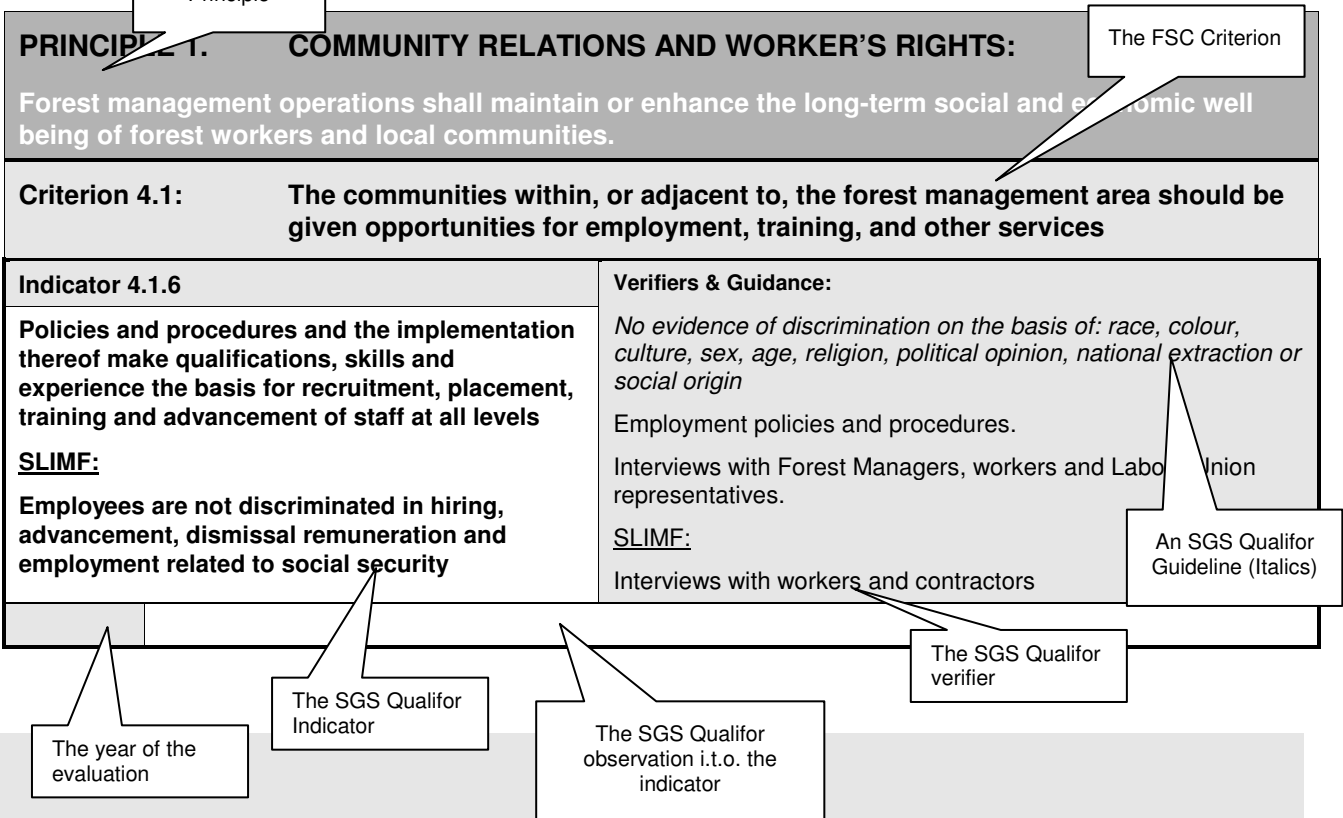 Principle
PRINCIPLE 1. COMMUNITY RELATIONS AND WORKER'S RIGHTS:
The FSC Criterion
Forest management operations shall maintain or enhance the long-term social and economic well
being of forest workers and local communities.
Criterion 4.1: The communities within, or adjacent to, the forest management area should be
given opportunities for employment, training, and other services
Indicator 4.1.6
Policies and procedures and the implementation
thereof make qualifications, skills and
experience the basis for recruitment, placement,
training and advancement of staff at all levels
SLIMF:
Employees are not discriminated in hiring,
advancement, dismissal remuneration and
employment related to social security
Verifiers & Guidance:
No evidence of discrimination on the basis of: race, colour,
culture, sex, age, religion, political opinion, national extraction or
social origin
Employment policies and procedures.
Interviews with Forest Managers, workers and Labour Union
representatives.
SLIMF:
Interviews with workers and contractors
An SGS Qualifor
Guideline (Italics)
The SGS Qualifor
verifier
The SGS Qualifor
Indicator
The SGS Qualifor
observation i.t.o. the
indicator
The year of the
evaluation